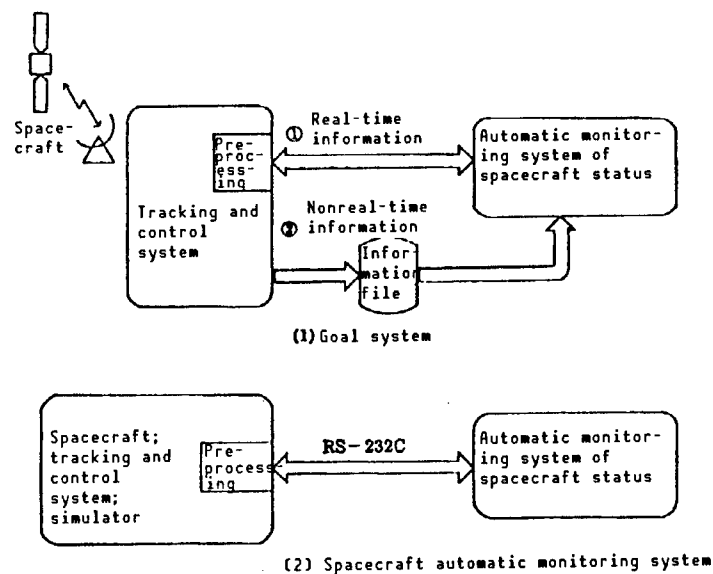 Space-
craft
Pre-
proc-
ess-
ing
Tracking and
control
system
① Real-time
information
Automatic monitor-
ing system of
spacecraft status
② Nonreal-time
information
Infor-
mation
file
(1) Goal system
Spacecraft;
tracking and
control
system;
simulator
Pre-
process-
ing
RS-232C
Automatic monitor-
ing system of
spacecraft status
(2) Spacecraft automatic monitoring system